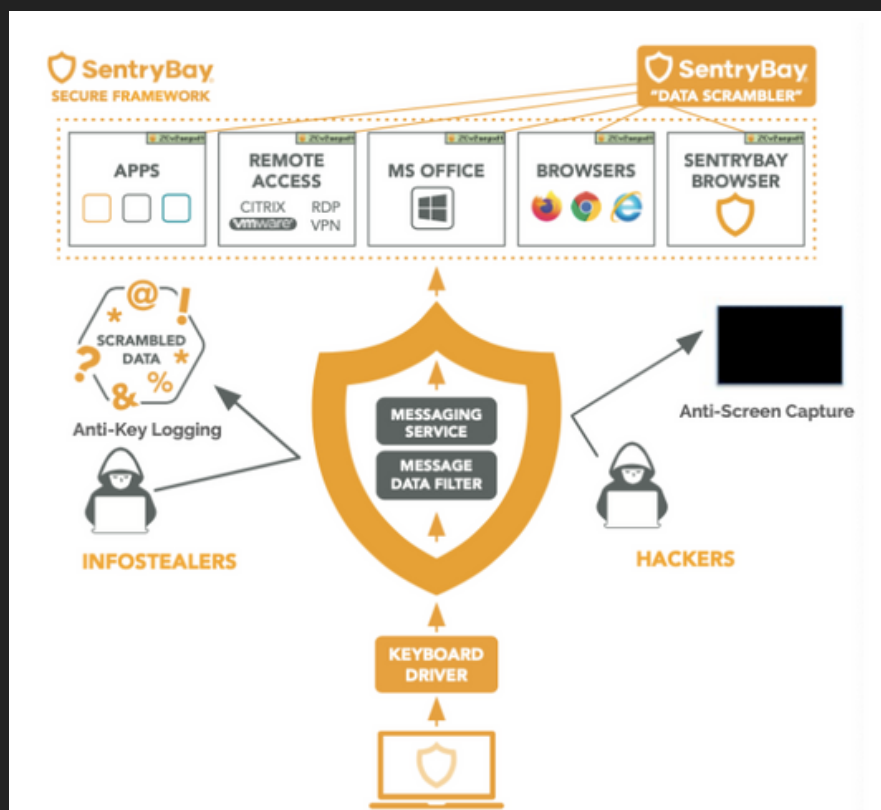 SentryBay
SECURE FRAMEWORK
SentryBay
"DATA SCRAMBLER"
APPS
REMOTE
ACCESS
CITRIX RDP
vmware VPN
MS OFFICE
BROWSERS
SENTRYBAY
BROWSER
@ !
*
SCRAMBLED
DATA *
? & %
Anti-Key Logging
INFOSTEALERS
MESSAGING
SERVICE
MESSAGE
DATA FILTER
Anti-Screen Capture
HACKERS
KEYBOARD
DRIVER